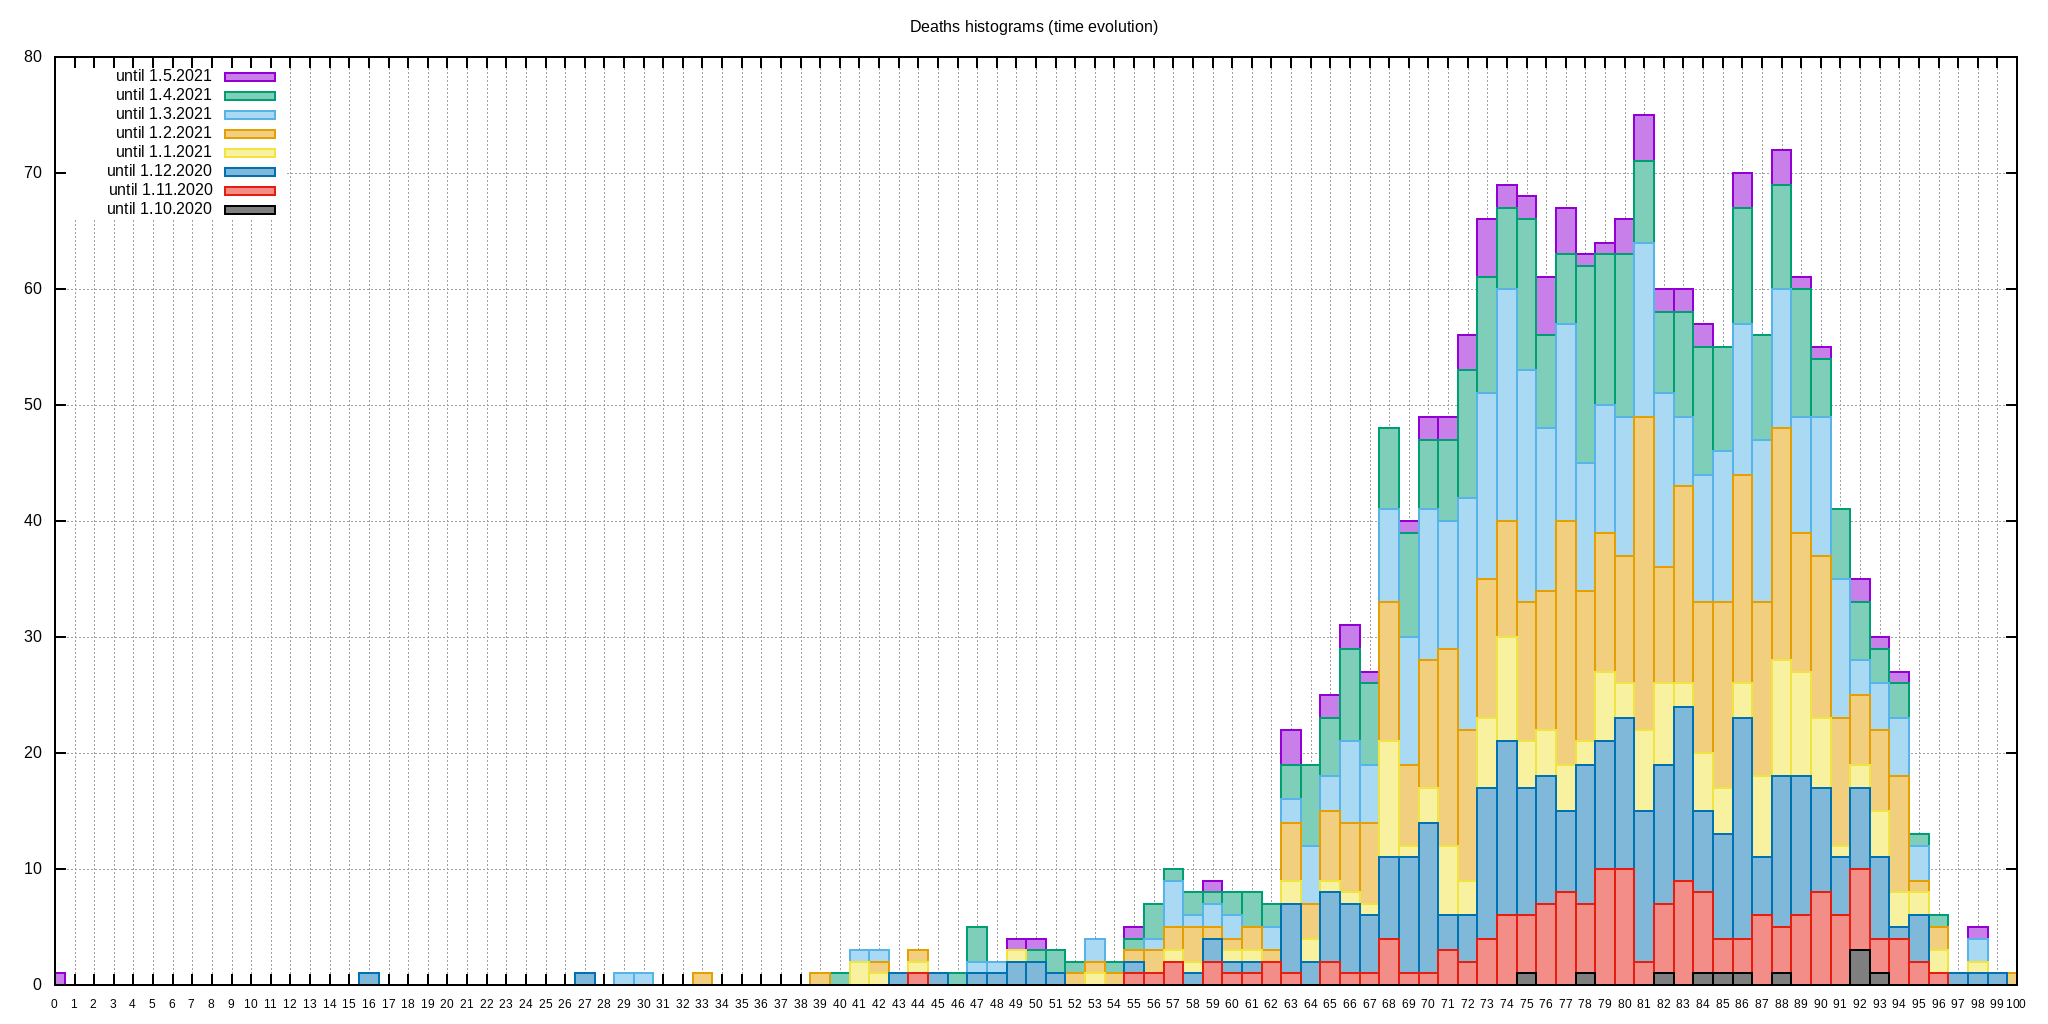 Deaths histograms (time evolution)
80
until 1.5.2021
until 1.4.2021
until 1.3.2021
until 1.2.2021
until 1.1.2021
until 1.12.2020
until 1.11.2020
until 1.10.2020
70
60
50
40
30
20
10
0
0 1 2 3 4 5 6 7 8 9 10 11 12 13 14 15 16 17 18 19 20 21 22 23 24 25 26 27 28 29 30 31 32 33 34 35 36 37 38 39 40 41 42 43 44 45 46 47 48 49 50 51 52 53 54 55 56 57 58 59 60 61 62 63 64 65 66 67 68 69 70 71 72 73 74 75 76 77 78 79 80 81 82 83 84 85 86 87 88 89 90 91 92 93 94 95 96 97 98 99 100